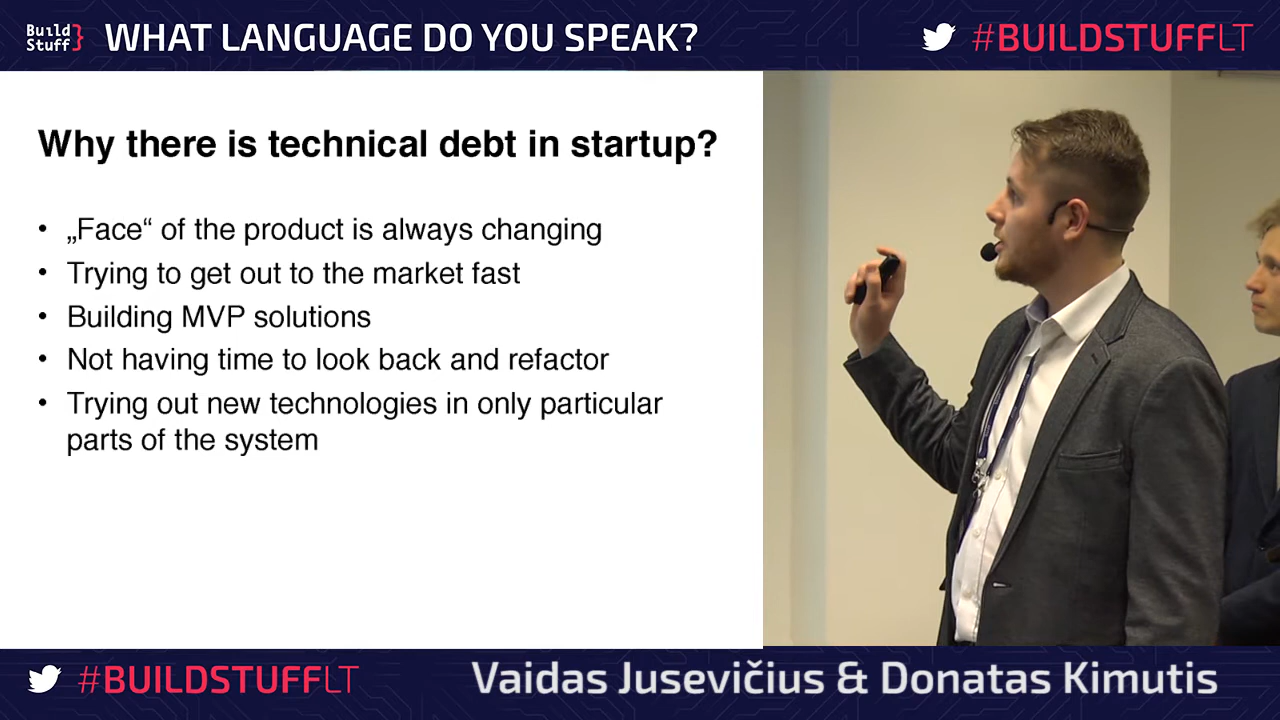 Build Stuff}
WHAT LANGUAGE DO YOU SPEAK?
#BUILDSTUFFLT
Why there is technical debt in startup?
• „Face“ of the product is always changing
• Trying to get out to the market fast
• Building MVP solutions
• Not having time to look back and refactor
• Trying out new technologies in only particular
parts of the system
#BUILDSTUFFLT
Vaidas Jusevičius & Donatas Kimutis